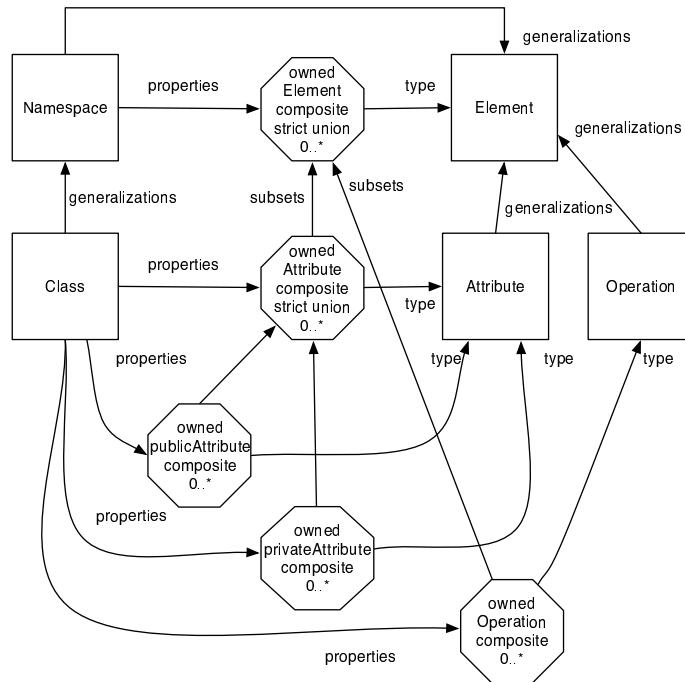 generalizations
Namespace
properties
owned
Element
composite
strict union
0..*
type
Element
generalizations
generalizations
subsets
subsets
generalizations
Class
properties
owned
Attribute
composite
strict union
0..*
type
Attribute
Operation
properties
type
type
type
owned
publicAttribute
composite
0..*
properties
owned
privateAttribute
composite
0..*
owned
Operation
composite
0..*
properties